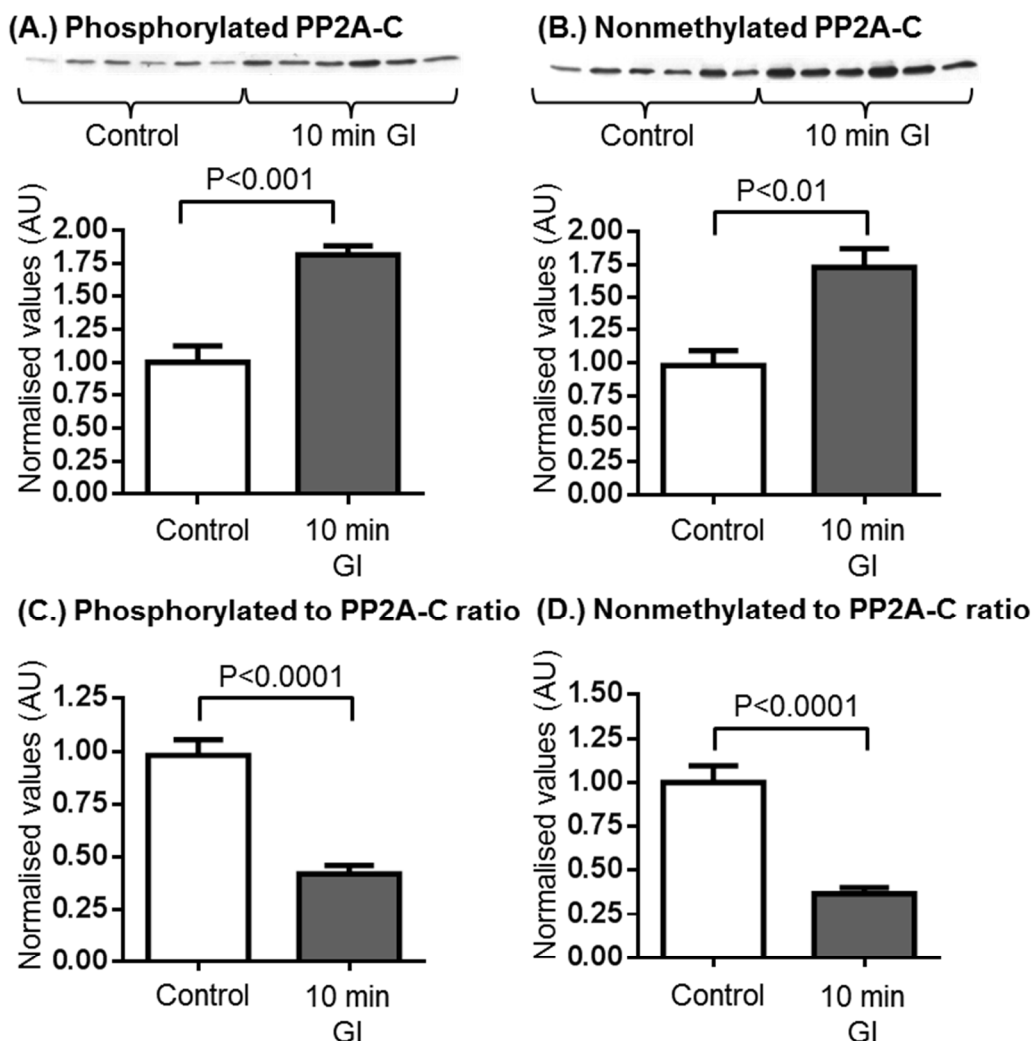 (A.) Phosphorylated PP2A-C
Control
10 min GI
P<0.001
Normalised values (AU)
2.00
1.75
1.50
1.25
1.00
0.75
0.50
0.25
0.00
Control
10 min
GI
(B.) Nonmethylated PP2A-C
Control
10 min GI
P<0.01
Normalised values (AU)
2.00
1.75
1.50
1.25
1.00
0.75
0.50
0.25
0.00
Control
10 min
GI
(C.) Phosphorylated to PP2A-C ratio
P<0.0001
Normalised values (AU)
1.25
1.00
0.75
0.50
0.25
0.00
Control
10 min
GI
(D.) Nonmethylated to PP2A-C ratio
P<0.0001
Normalised values (AU)
1.50
1.25
1.00
0.75
0.50
0.25
0.00
Control
10 min
GI